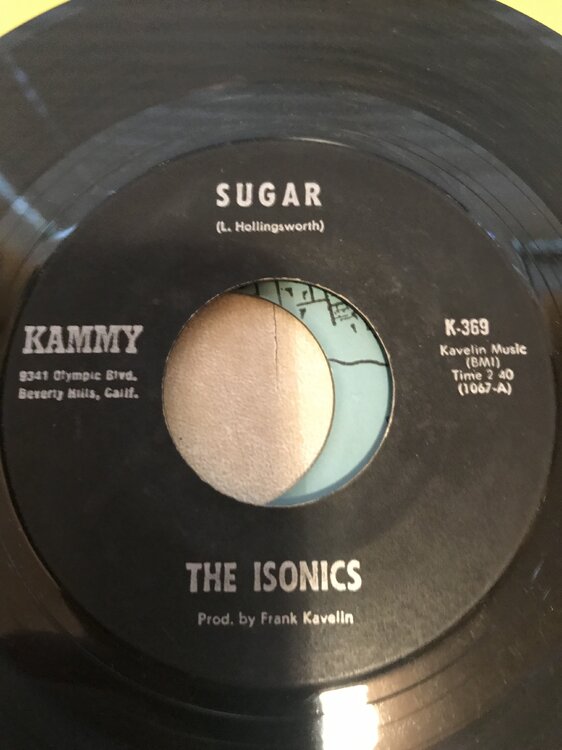 SUGAR
(L. Hollingsworth)
KAMMY
9341 Olympic Blvd.
Beverly Hills, Calif.
K-369
Kavelin Music
(BMI)
Time 2 40
(1067-A)
THE ISONICS
Prod. by Frank Kavelin